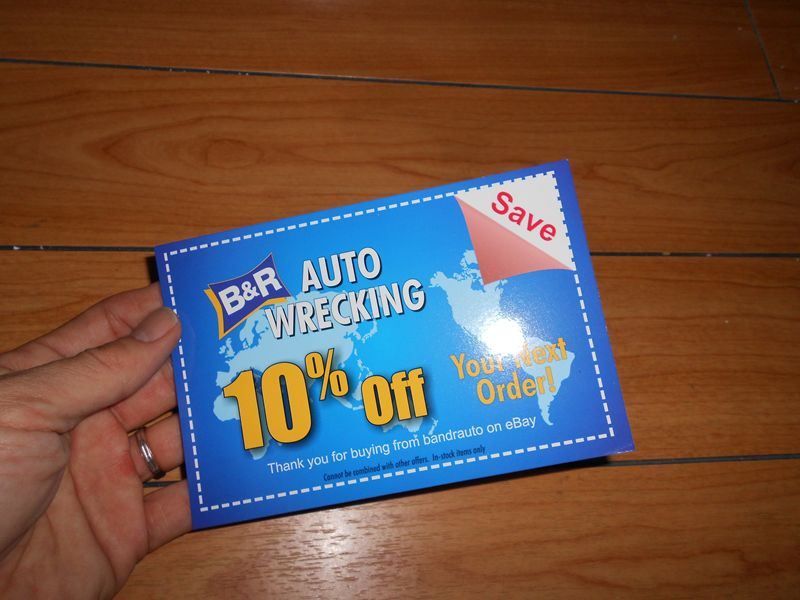 Save
B&R AUTO
WRECKING
10% Off
Your Next
Order!
Thank you for buying from bandrauto on eBay
Cannot be combined with other offers. In-stock items only